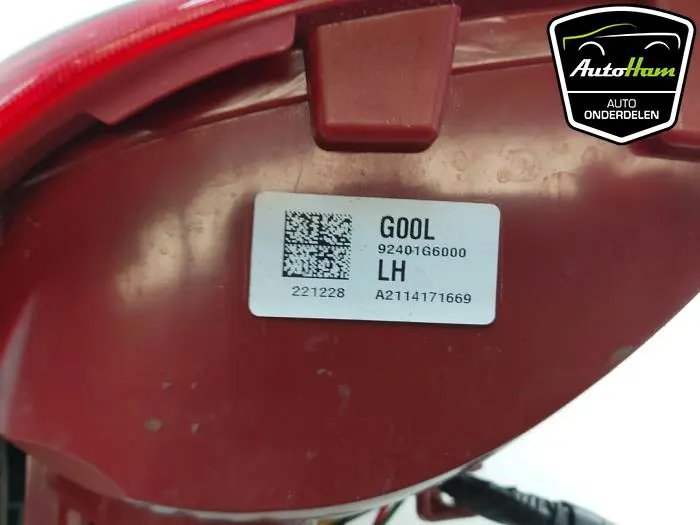 AutoHam
AUTO
ONDERDELEN
G00L
92401G6000
LH
221228 A2114171669